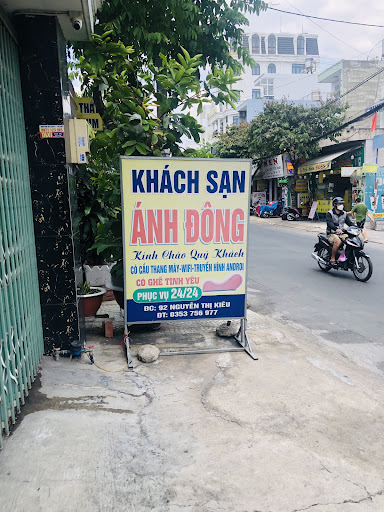 KHÁCH SẠN
ÁNH ĐÔNG
Kính Chào Quý Khách
CÓ CẦU THANG MÁY-WIFI-TRUYỀN HÌNH ANDROI
CÓ GHẾ TÌNH YÊU
PHỤC VỤ 24/24
ĐC: 92 NGUYỄN THỊ KIỂU
ĐT: 0353 756 977